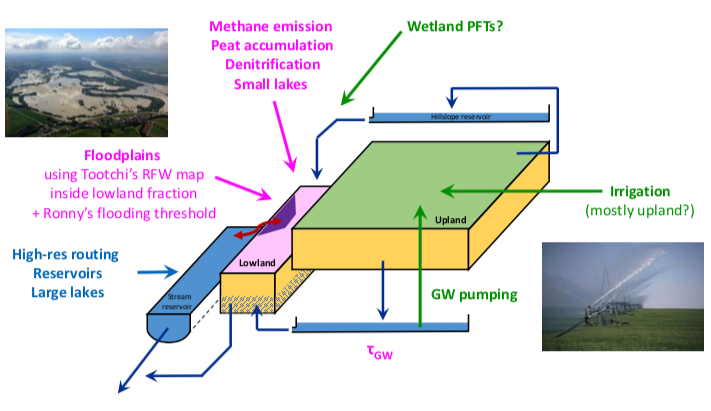 Methane emission
Peat accumulation
Denitrification
Small lakes
Wetland PFTs?
Hillslope reservoir
Floodplains
using Tootchi's RFW map
inside lowland fraction
+ Ronny's flooding threshold
Irrigation
(mostly upland?)
Upland
High-res routing
Reservoirs
Large lakes
Lowland
Stream
reservoir
GW pumping
τGW